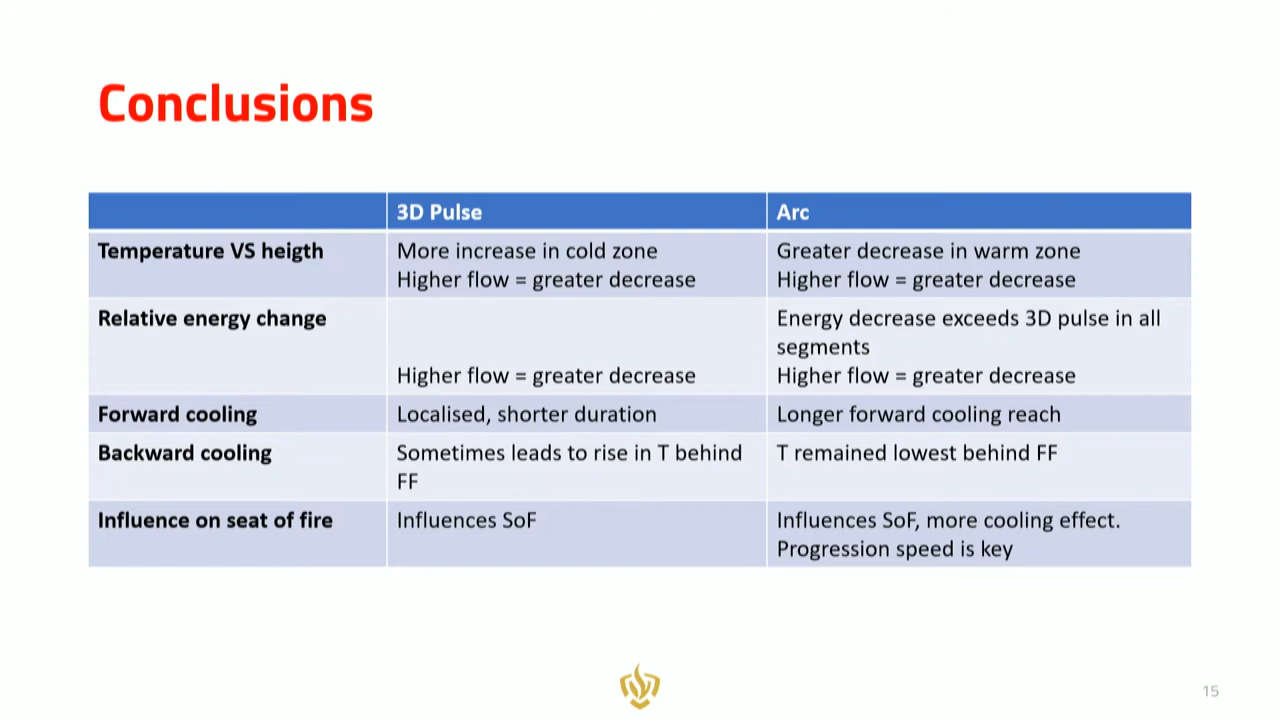 Conclusions
3D Pulse
Arc
Temperature VS heigth
More increase in cold zone
Higher flow = greater decrease
Greater decrease in warm zone
Higher flow = greater decrease
Relative energy change
Higher flow = greater decrease
Energy decrease exceeds 3D pulse in all
segments
Higher flow = greater decrease
Forward cooling
Localised, shorter duration
Longer forward cooling reach
Backward cooling
Sometimes leads to rise in T behind
FF
T remained lowest behind FF
Influence on seat of fire
Influences SoF
Influences SoF, more cooling effect.
Progression speed is key
15